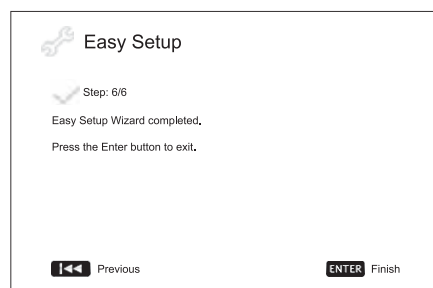 Easy Setup
Step: 6/6
Easy Setup Wizard completed.
Press the Enter button to exit.
Previous
ENTER Finish